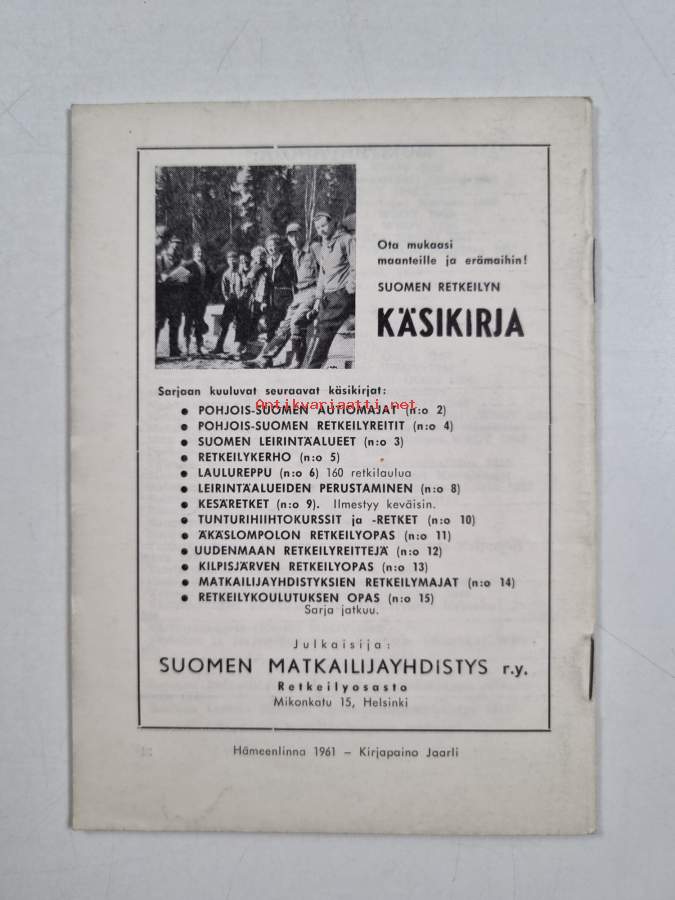 Ota mukaasi
maanteille ja erämaihin!
SUOMEN RETKEILYN
KÄSIKIRJA
Sarjaan kuuluvat seuraavat käsikirjat:
Antikvariaatti.net
● POHJOIS-SUOMEN AUTIOMAJAT (n:o 2)
● POHJOIS-SUOMEN RETKEILYREITIT (n:o 4)
● SUOMEN LEIRINTÄALUEET (n:o 3)
● RETKEILYKERHO (n:o 5)
● LAULUREPPU (n:o 6) 160 retkilaulua
● LEIRINTÄALUEIDEN PERUSTAMINEN (n:o 8)
● KESÄRETKET (n:o 9). Ilmestyy keväisin.
● TUNTURIHIIHTOKURSSIT ja -RETKET (n:o 10)
● ÄKÄSLOMPOLON RETKEILYOPAS (n:o 11)
● UUDENMAAN RETKEILYREITTEJÄ (n:o 12)
● KILPISJÄRVEN RETKEILYOPAS (n:o 13)
● MATKAILIJAYHDISTYKSIEN RETKEILYMAJAT (n:o 14)
● RETKEILYKOULUTUKSEN OPAS (n:o 15)
Sarja jatkuu.
Julkaisija:
SUOMEN MATKAILIJAYHDISTYS r.y.
Retkeilyosasto
Mikonkatu 15, Helsinki
Hämeenlinna 1961 – Kirjapaino Jaarli